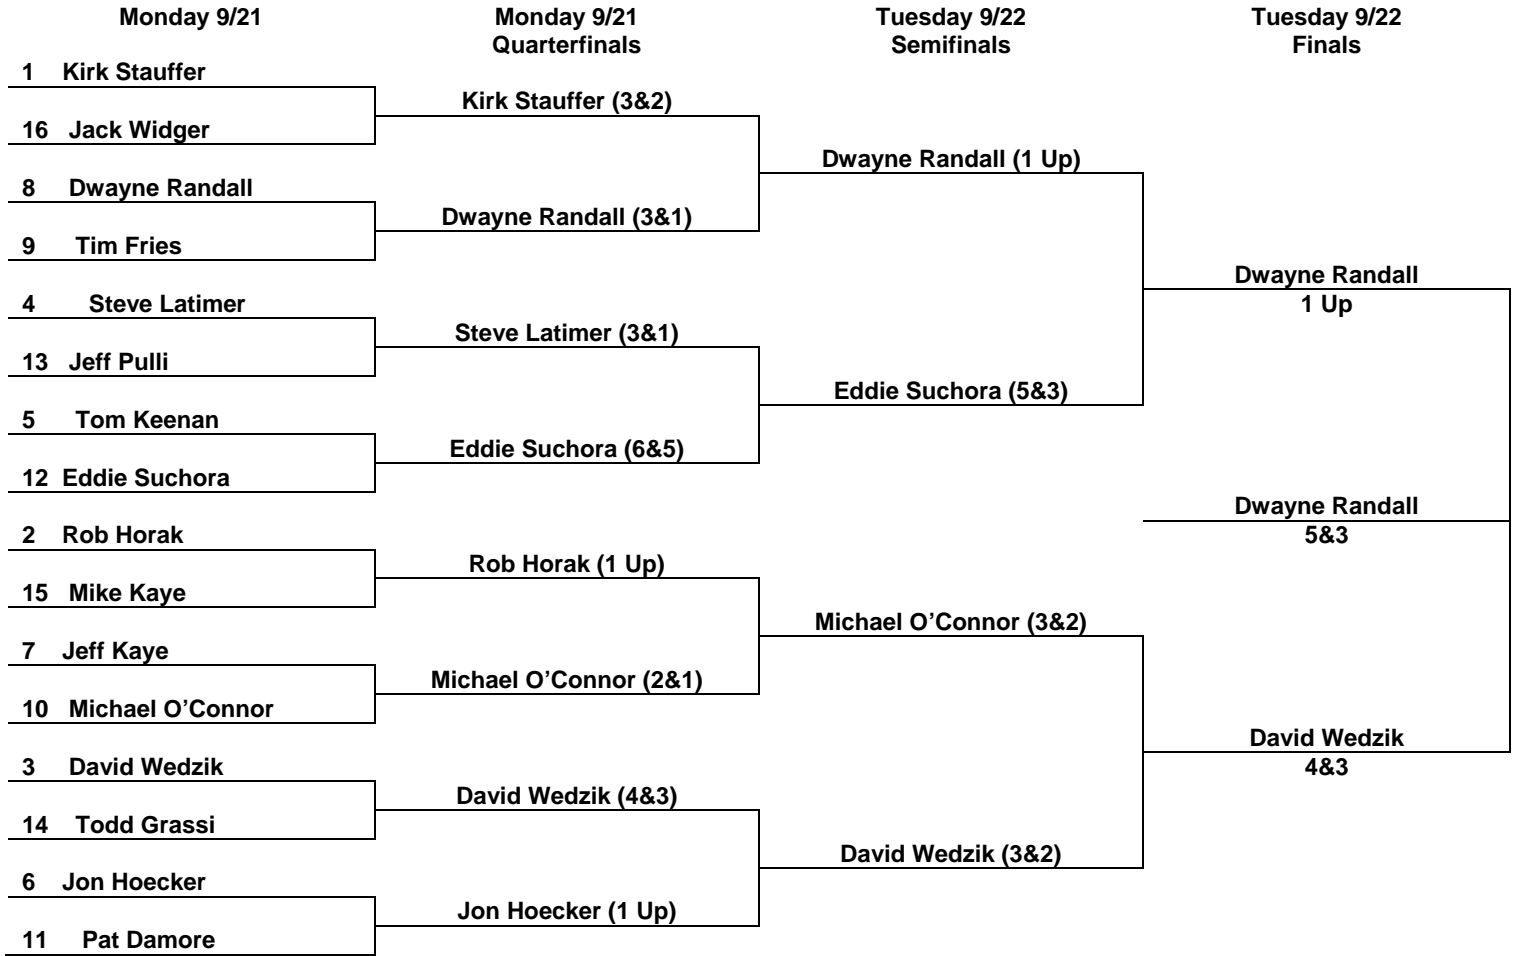 Monday 9/21
Monday 9/21
Quarterfinals
Tuesday 9/22
Semifinals
Tuesday 9/22
Finals
1 Kirk Stauffer
16 Jack Widger
8 Dwayne Randall
9 Tim Fries
4 Steve Latimer
13 Jeff Pulli
5 Tom Keenan
12 Eddie Suchora
2 Rob Horak
15 Mike Kaye
7 Jeff Kaye
10 Michael O’Connor
3 David Wedzik
14 Todd Grassi
6 Jon Hoecker
11 Pat Damore
Kirk Stauffer (3&2)
Dwayne Randall (3&1)
Steve Latimer (3&1)
Eddie Suchora (6&5)
Rob Horak (1 Up)
Michael O’Connor (2&1)
David Wedzik (4&3)
Jon Hoecker (1 Up)
Dwayne Randall (1 Up)
Eddie Suchora (5&3)
Michael O’Connor (3&2)
David Wedzik (3&2)
Dwayne Randall
1 Up
Dwayne Randall
5&3
David Wedzik
4&3